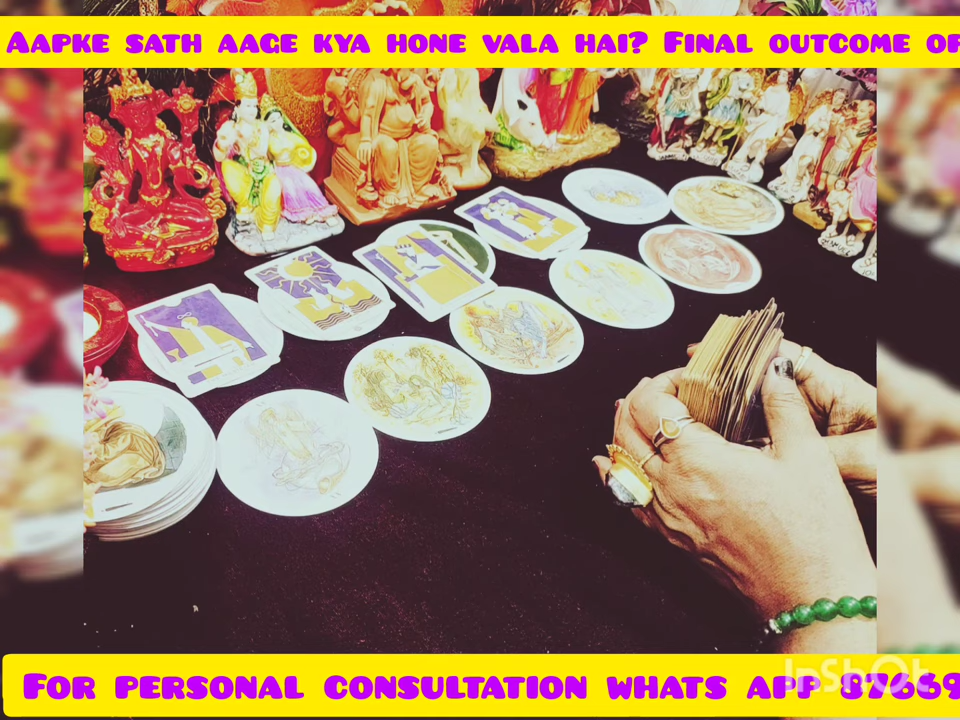 Aapke sath aage kya hone vala hai? Final outcome of
For personal consultation whats app 87669
InShOt